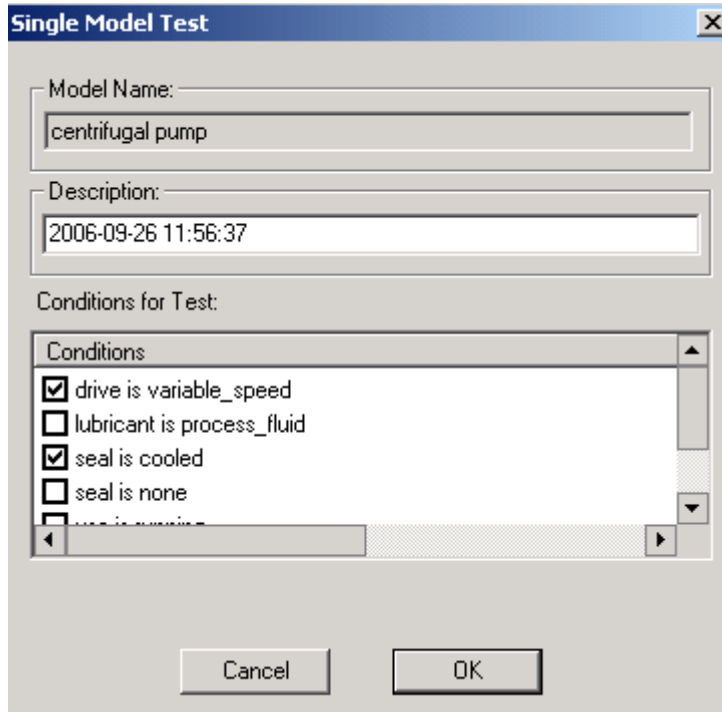 Single Model Test
Model Name:
centrifugal pump
Description:
2006-09-26 11:56:37
Conditions for Test:
Conditions
drive is variable_speed
lubricant is process_fluid
seal is cooled
seal is none
Cancel
OK